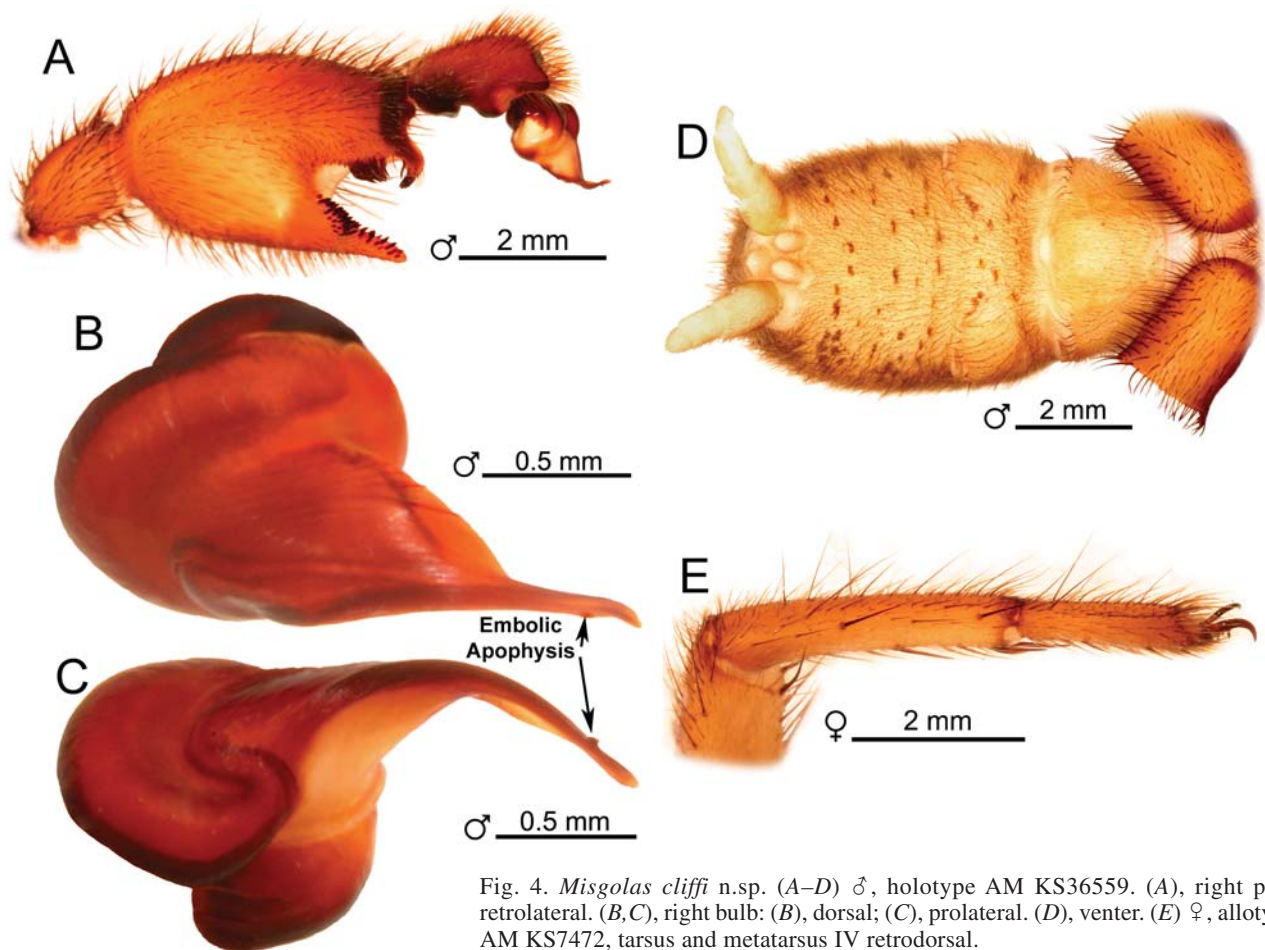 A
♂ 2 mm
B
♂ 0.5 mm
Embolic
Apophysis
C
♂ 0.5 mm
D
♂ 2 mm
E
♀ 2 mm
Fig. 4. Misgolas cliffi n.sp. (A–D) ♂, holotype AM KS36559. (A), right
retrolateral. (B,C), right bulb: (B), dorsal; (C), prolateral. (D), venter. (E) ♀,
AM KS7472, tarsus and metatarsus IV retrodorsal.